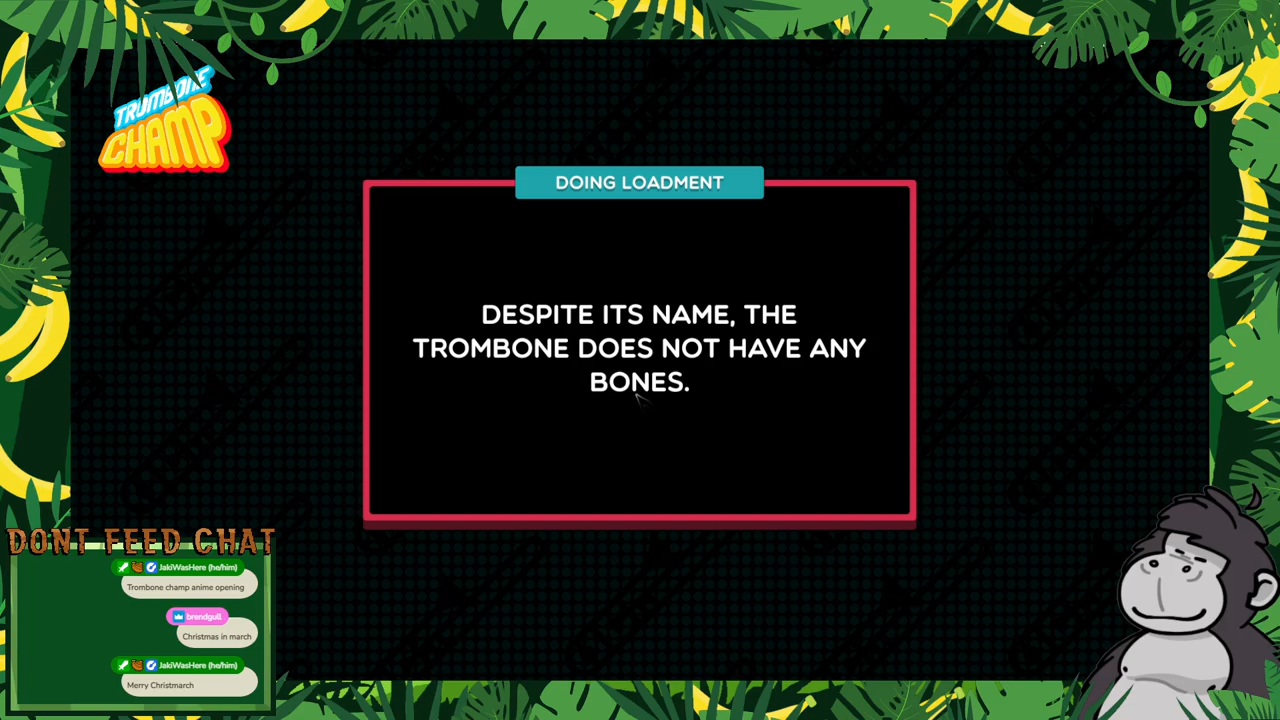 TROMBONE
CHAMP
DOING LOADMENT
DESPITE ITS NAME, THE
TROMBONE DOES NOT HAVE ANY
BONES.
DONT FEED CHAT
JakiWasHere (he/him)
Trombone champ anime opening
brendgull
Christmas in march
JakiWasHere (he/him)
Merry Christmarch